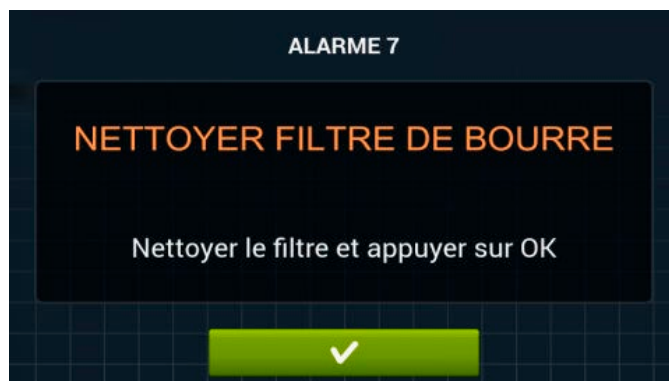 ALARME 7
NETTOYER FILTRE DE BOURRE
Nettoyer le filtre et appuyer sur OK